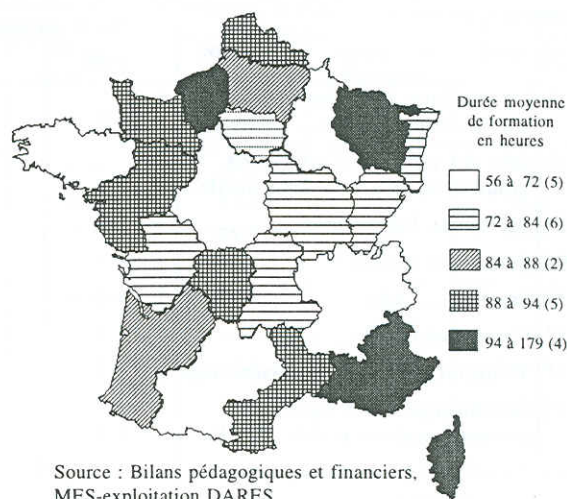 Durée moyenne
de formation
en heures
56 à 72 (5)
72 à 84 (6)
84 à 88 (2)
88 à 94 (5)
94 à 179 (4)
Source : Bilans pédagogiques et financiers,
MES-exploitation DARES